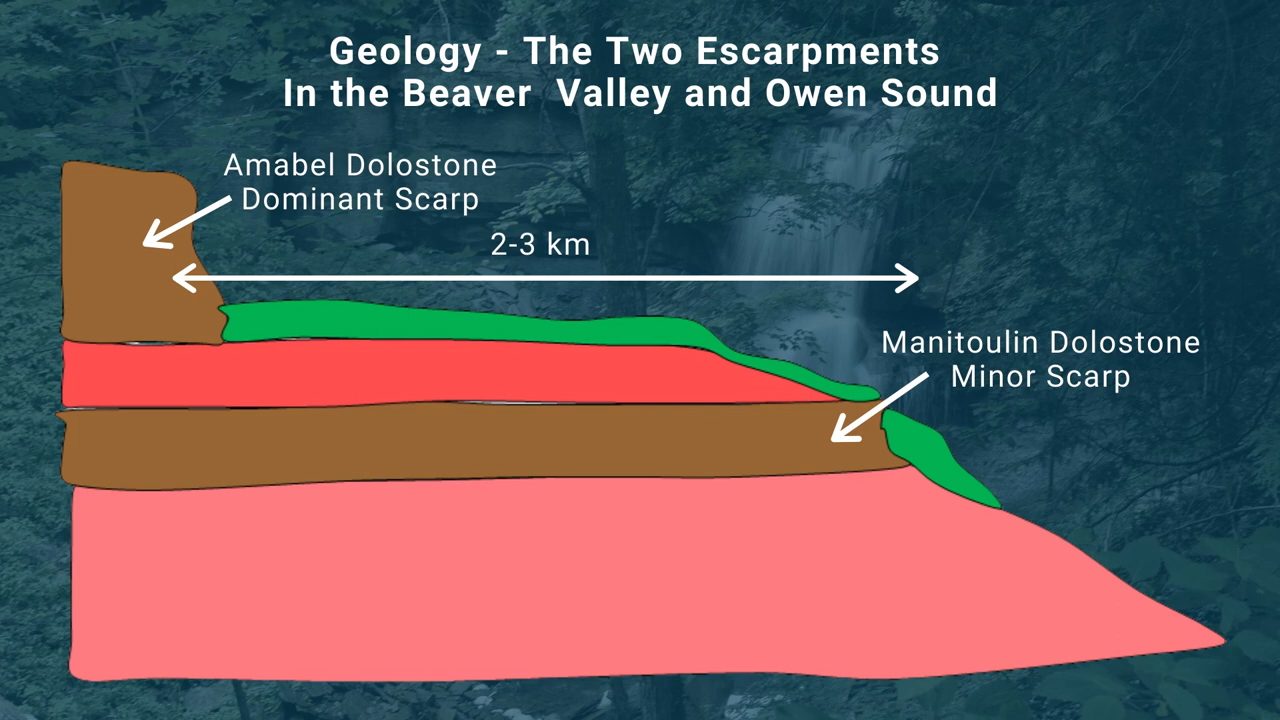 Geology - The Two Escarpments
In the Beaver  Valley and Owen Sound
Amabel Dolostone
Dominant Scarp
2-3 km
Manitoulin Dolostone
Minor Scarp